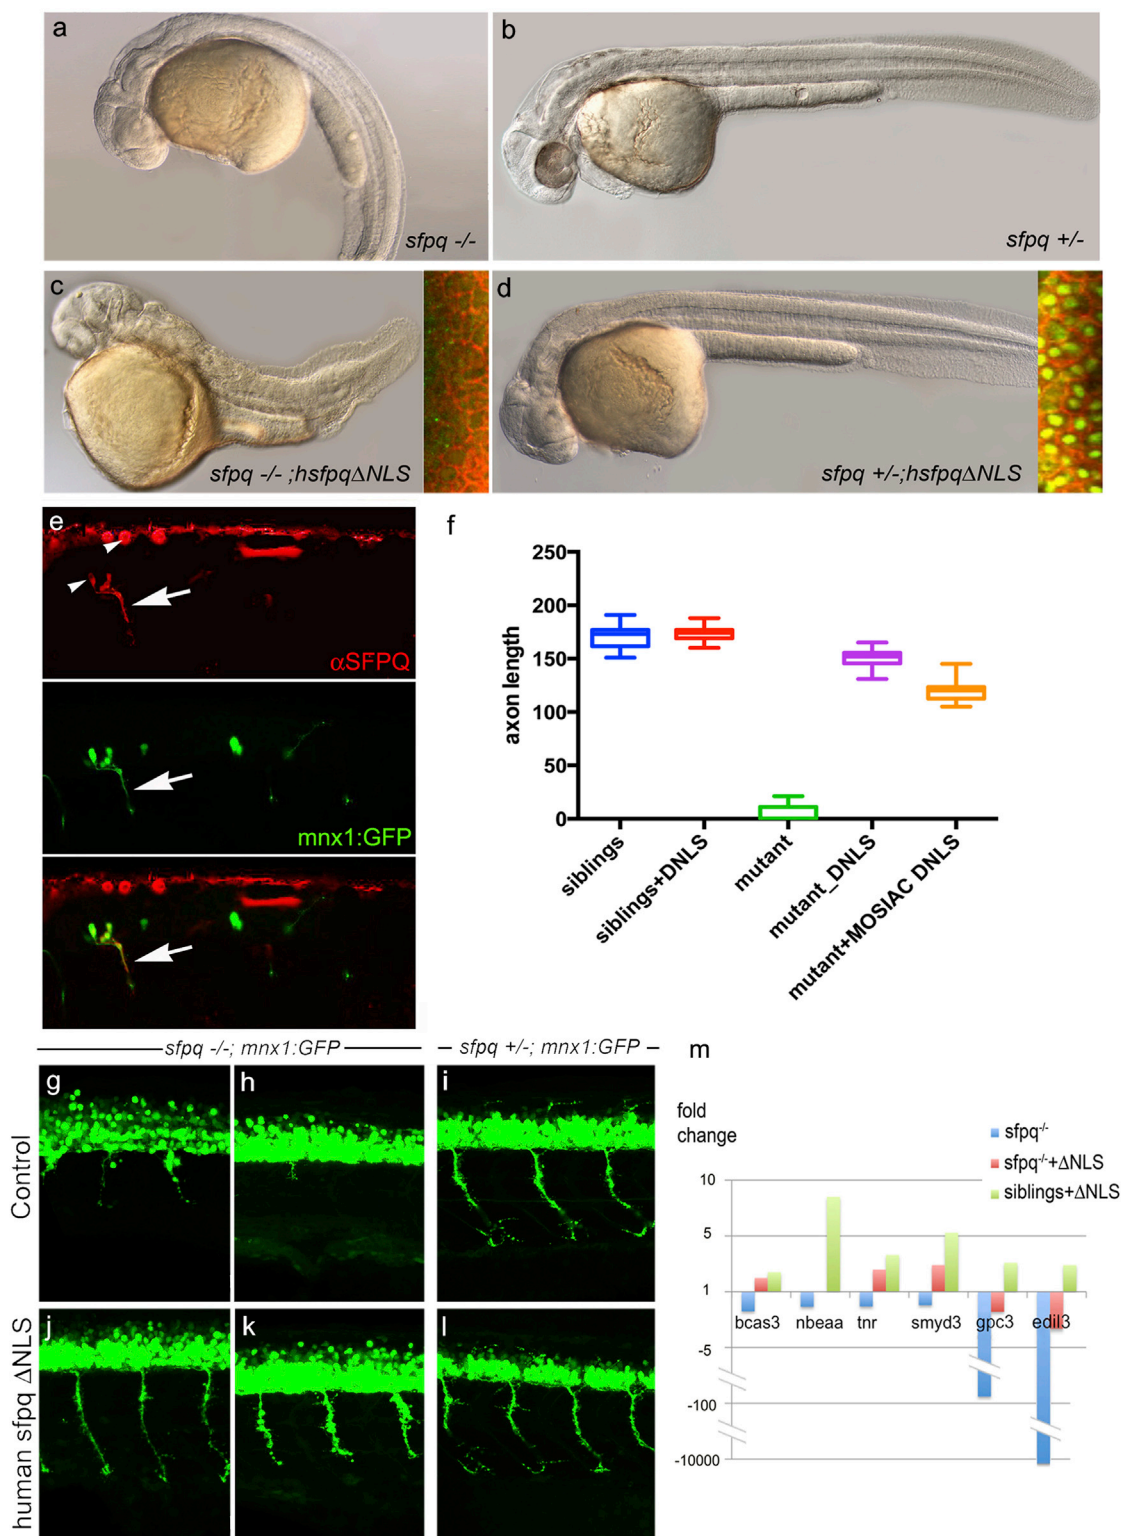 a
sfpq -/-
b
sfpq +/-
c
sfpq -/- ;hsfpqΔNLS
d
sfpq +/-;hsfpqΔNLS
e
αSFPQ
mnx1:GFP
f
250
200
150
100
50
0
axon length
siblings
siblings+DNLS
mutant
mutant_DNLS
mutant+MOSIAC DNLS
sfpq -/-; mnx1:GFP
sfpq +/-; mnx1:GFP
Control
g
h
i
human sfpq ΔNLS
j
k
l
m
fold
change
sfpq-/-
sfpq-/-+ΔNLS
siblings+ΔNLS
10
5
1
bcas3 nbeaa tnr smyd3 gpc3 edil3
-5
-100
-10000